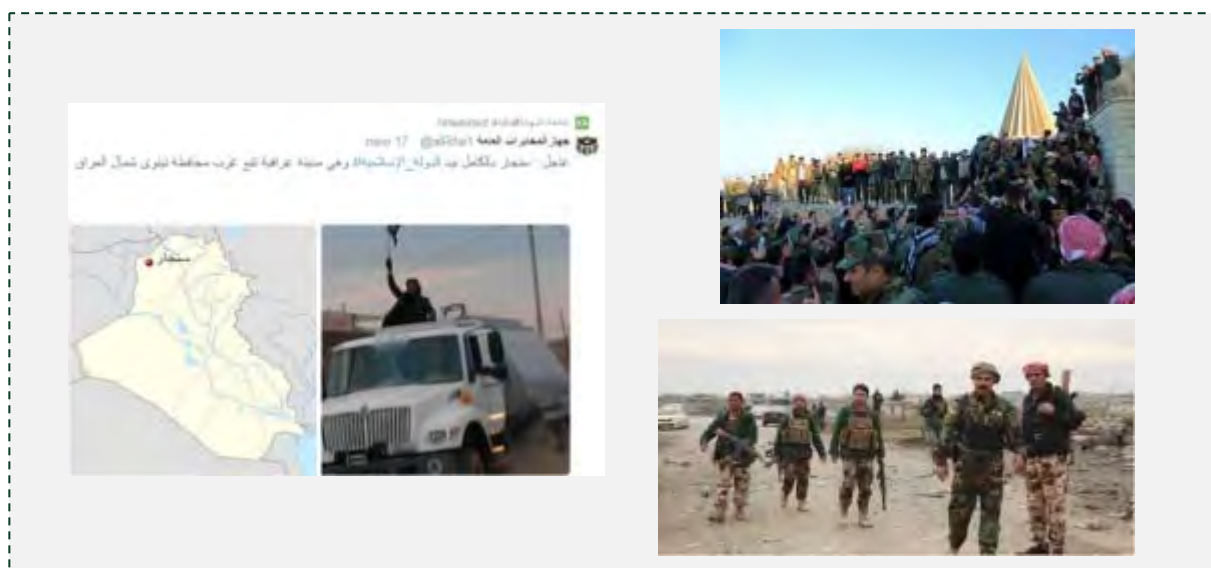 جهاز المخابرات العامة
عاجل سنجار بالكامل بيد #الدولة_الإسلامية وهي مدينة عراقية تقع غرب محافظة نينوى شمال العراق
سنجار